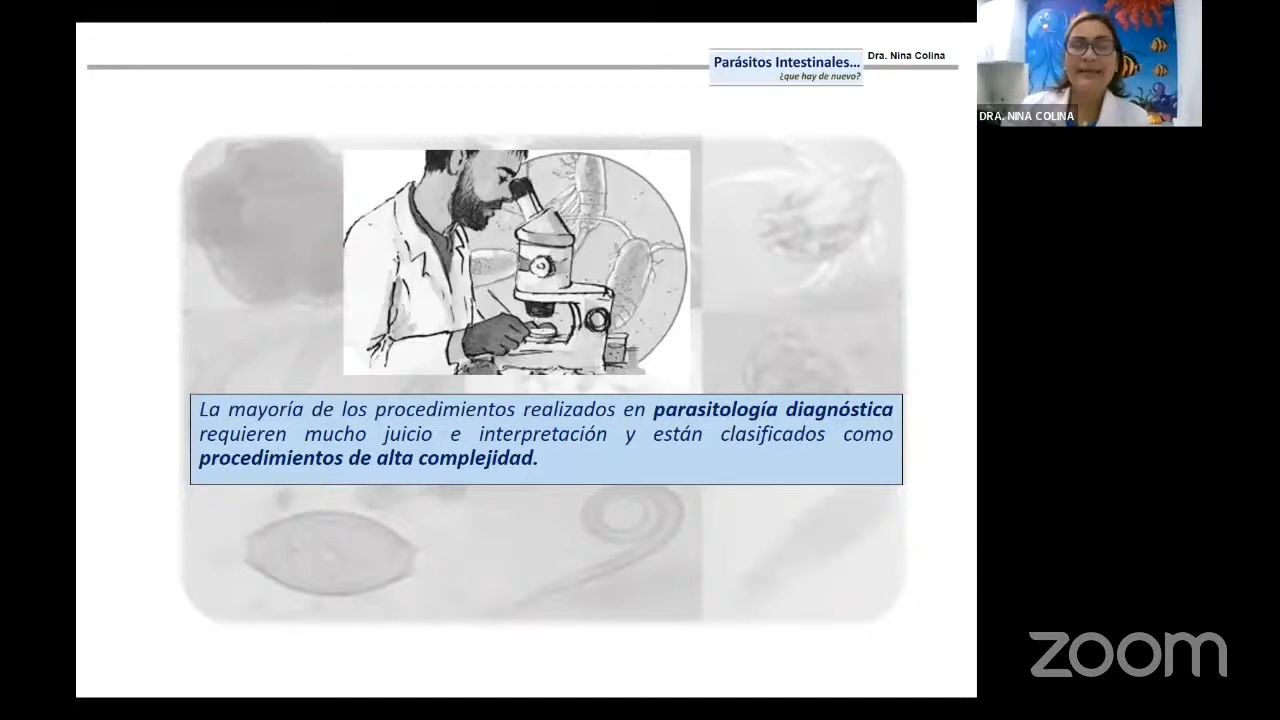 Parásitos Intestinales...
¿que hay de nuevo?
Dra. Nina Colina
DRA. NINA COLINA
La mayoría de los procedimientos realizados en parasitología diagnóstica
requieren mucho juicio e interpretación y están clasificados como
procedimientos de alta complejidad.
zoom